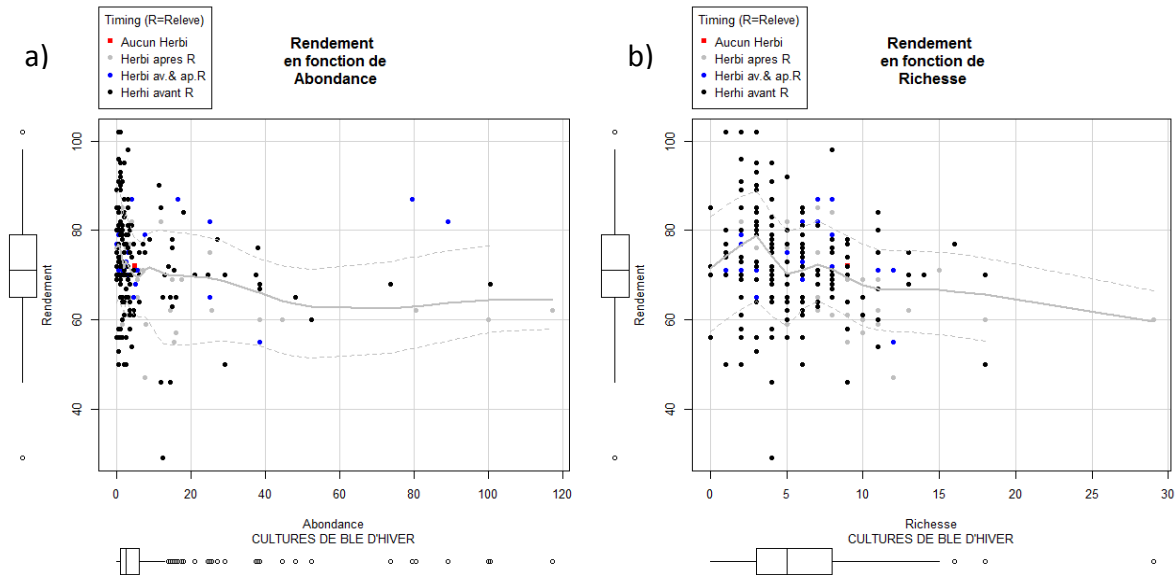 a)
Timing (R=Releve)
Aucun Herbi
Herbi apres R
Herbi av.& ap.R
Herhi avant R
Rendement
en fonction de
Abondance
Rendement
100
80
60
40
0
20
40
60
80
100
120
Abondance
CULTURES DE BLE D'HIVER
b)
Timing (R=Releve)
Aucun Herbi
Herbi apres R
Herbi av.& ap.R
Herhi avant R
Rendement
en fonction de
Richesse
Rendement
100
80
60
40
0
5
10
15
20
25
30
Richesse
CULTURES DE BLE D'HIVER